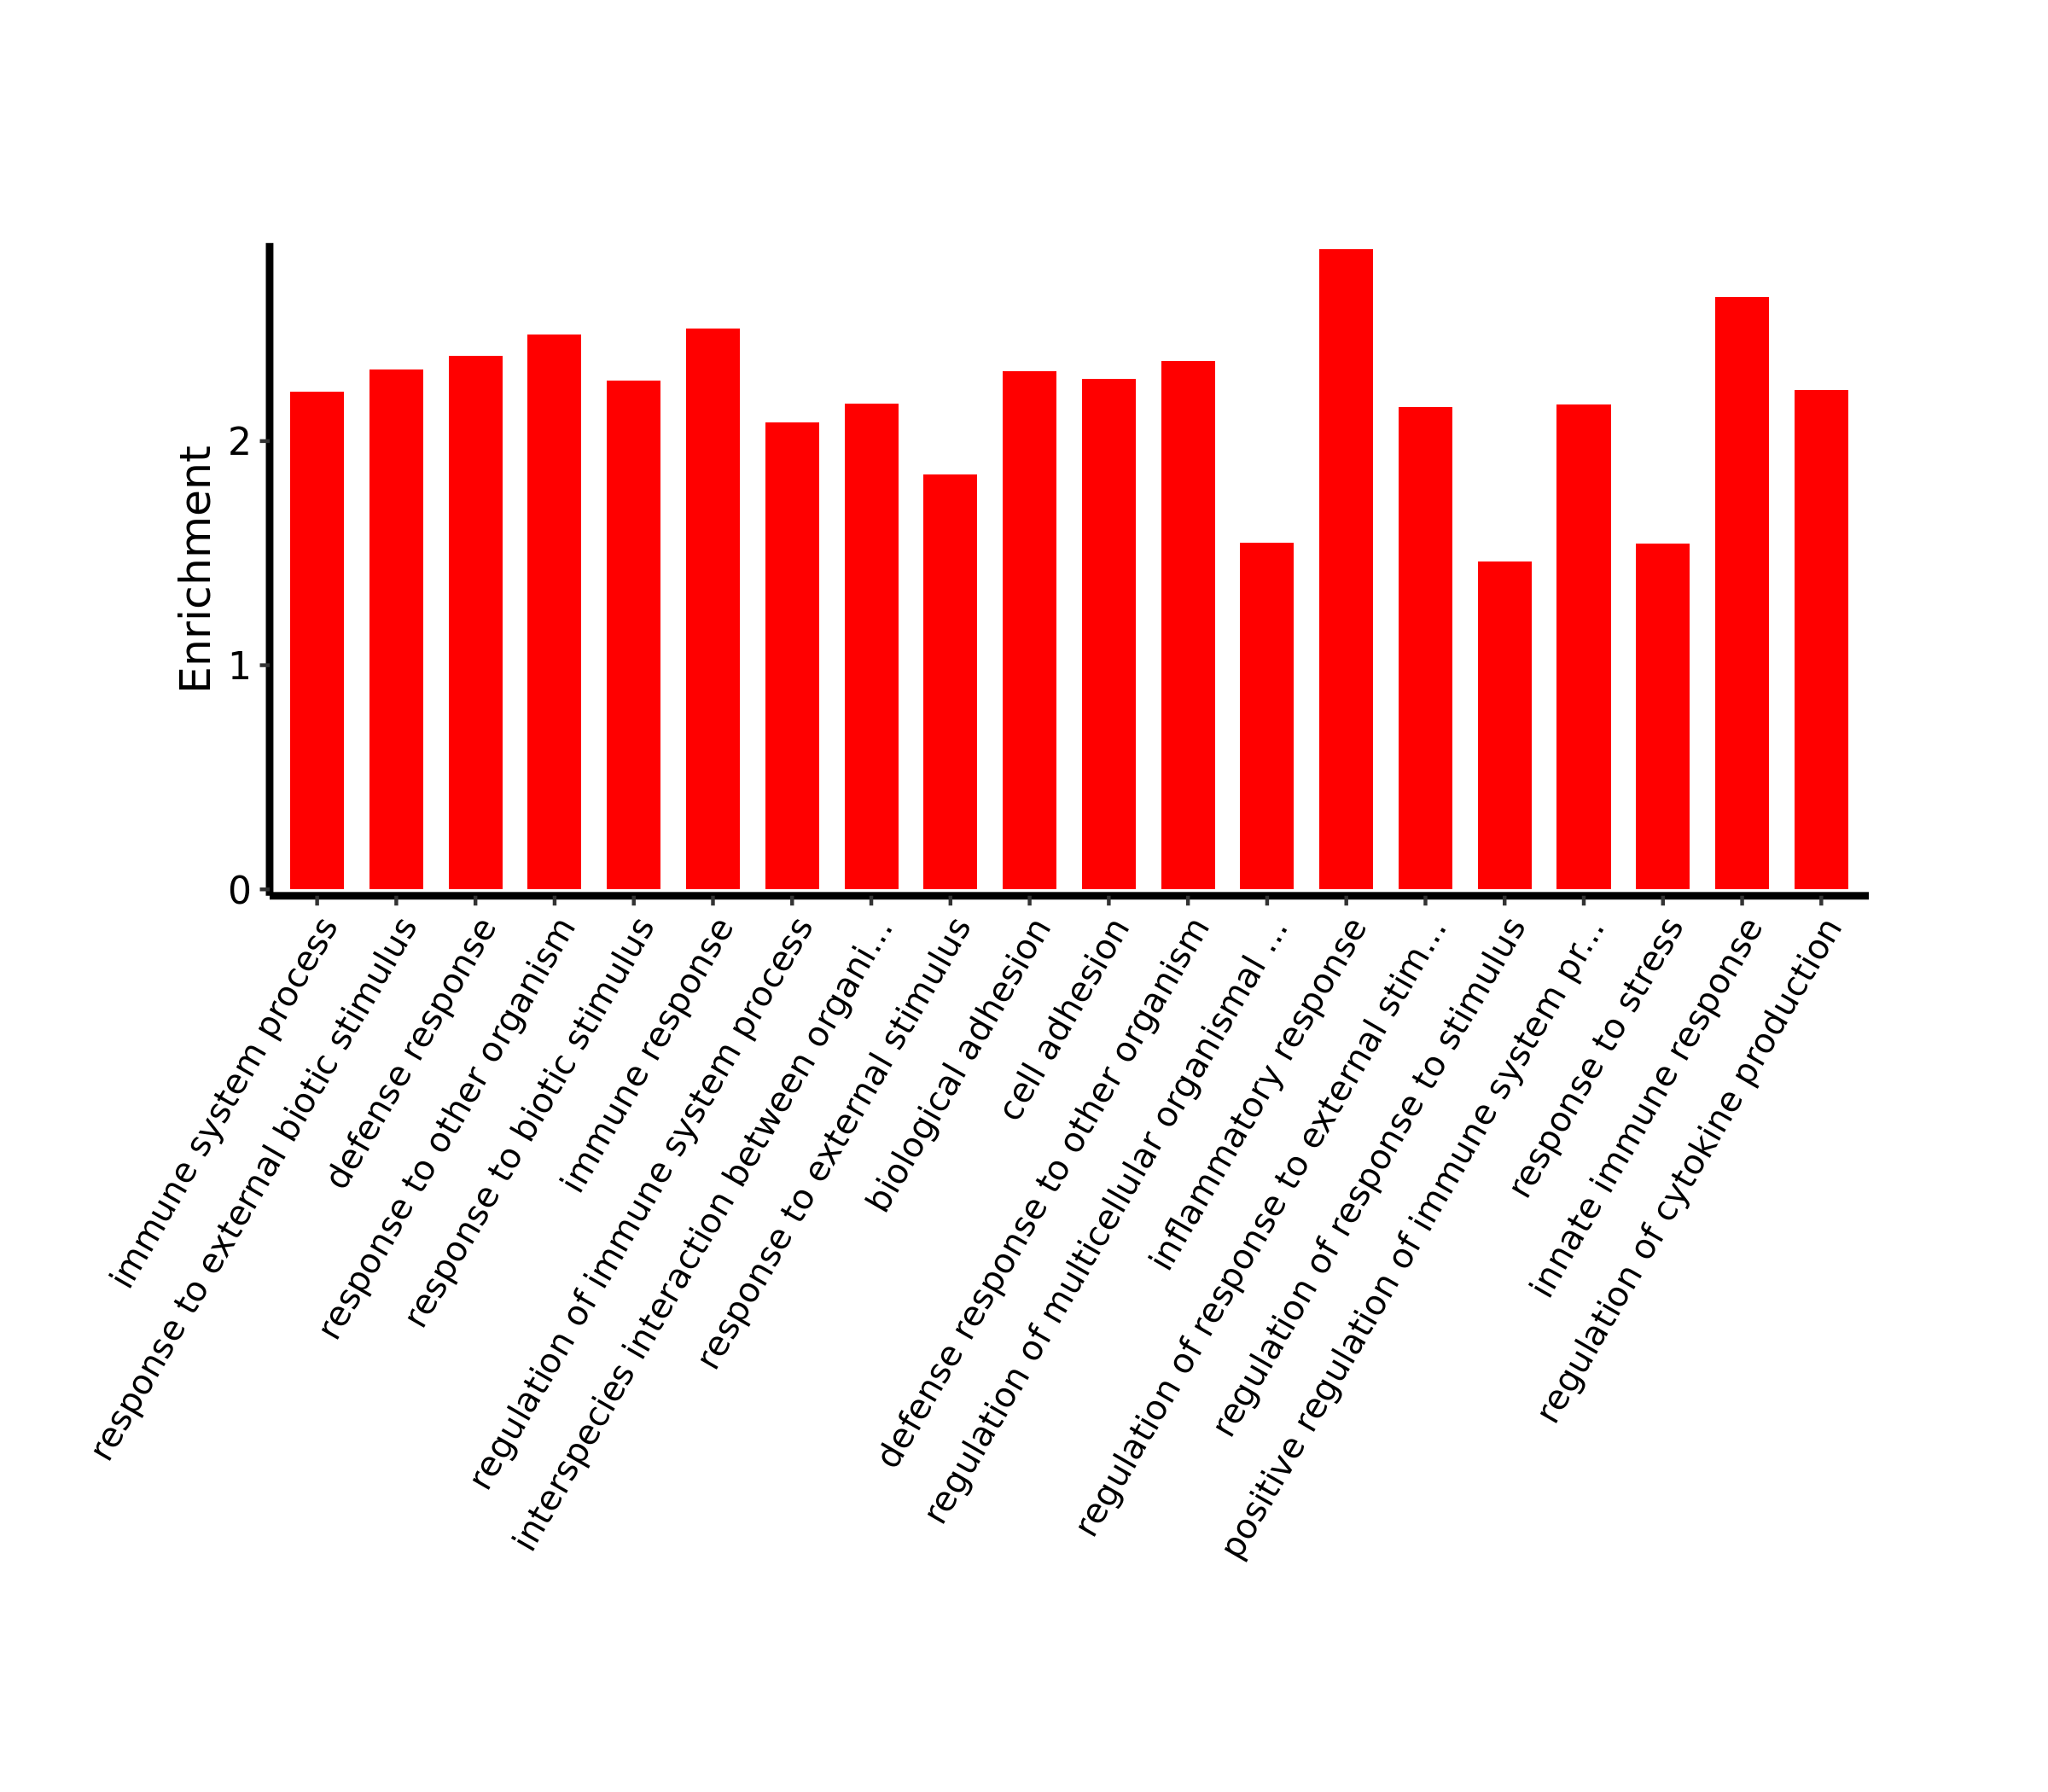 Enrichment
2
1
0
immune system process
response to external biotic stimulus
defense response
response to other organism
response to biotic stimulus
immune response
regulation of immune system process
interspecies interaction between organi...
response to external stimulus
biological adhesion
cell adhesion
defense response to other organism
regulation of multicellular organismal ...
inflammatory response
regulation of response to external stim...
regulation of response to stimulus
positive regulation of immune system pr...
response to stress
innate immune response
regulation of cytokine production